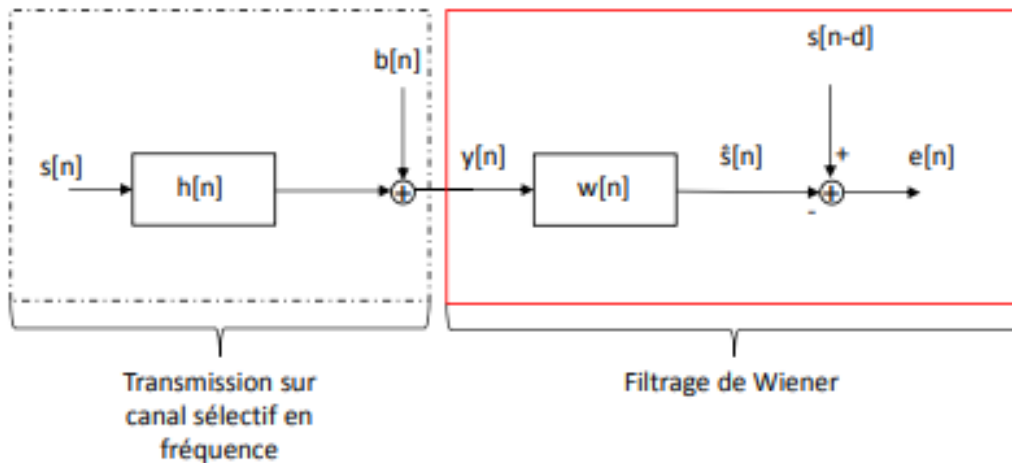 s[n-d]
b[n]
s[n]
h[n]
y[n]
w[n]
ŝ[n]
+
-
e[n]
Transmission sur
canal sélectif en
fréquence
Filtrage de Wiener